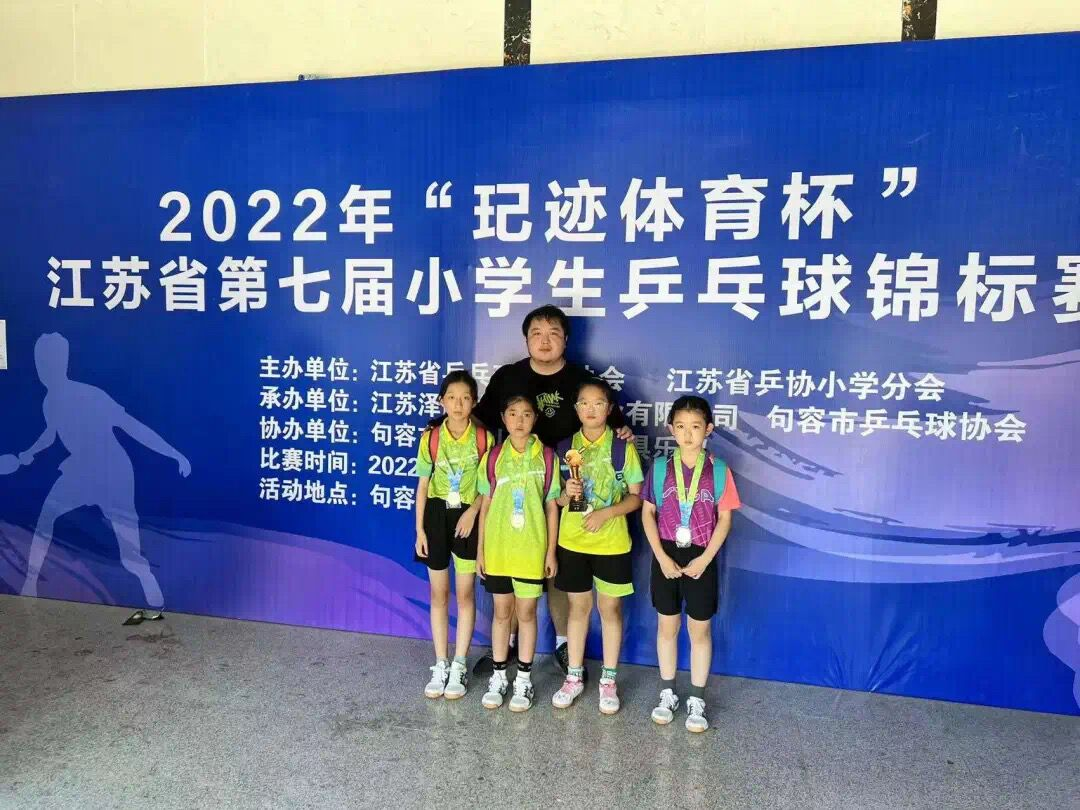 2022年“玘迹体育杯”
江苏省第七届小学生乒乓球锦标赛
主办单位：江苏省乒乓 协会 江苏省乒协小学分会
承办单位：江苏泽 有限公司 句容市乒乓球协会
协办单位：句容 俱乐
比赛时间：2022
活动地点：句容